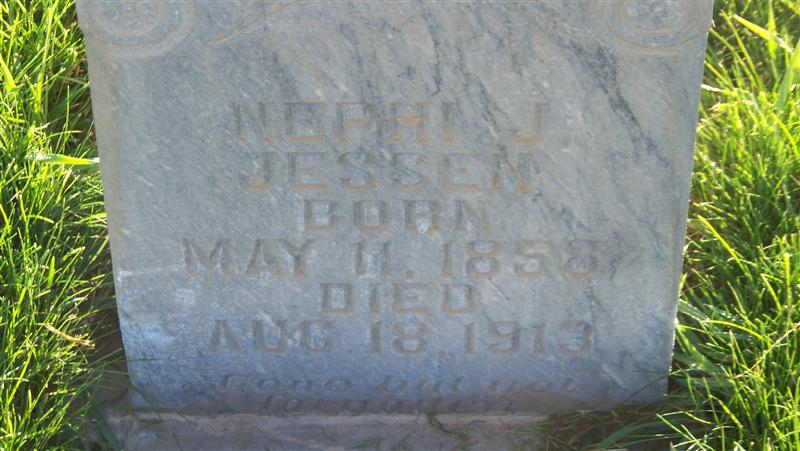 NEPHI J.
JESSEN
BORN
MAY 11, 1853
DIED
AUG. 18, 1913
Gone but not
forgotten